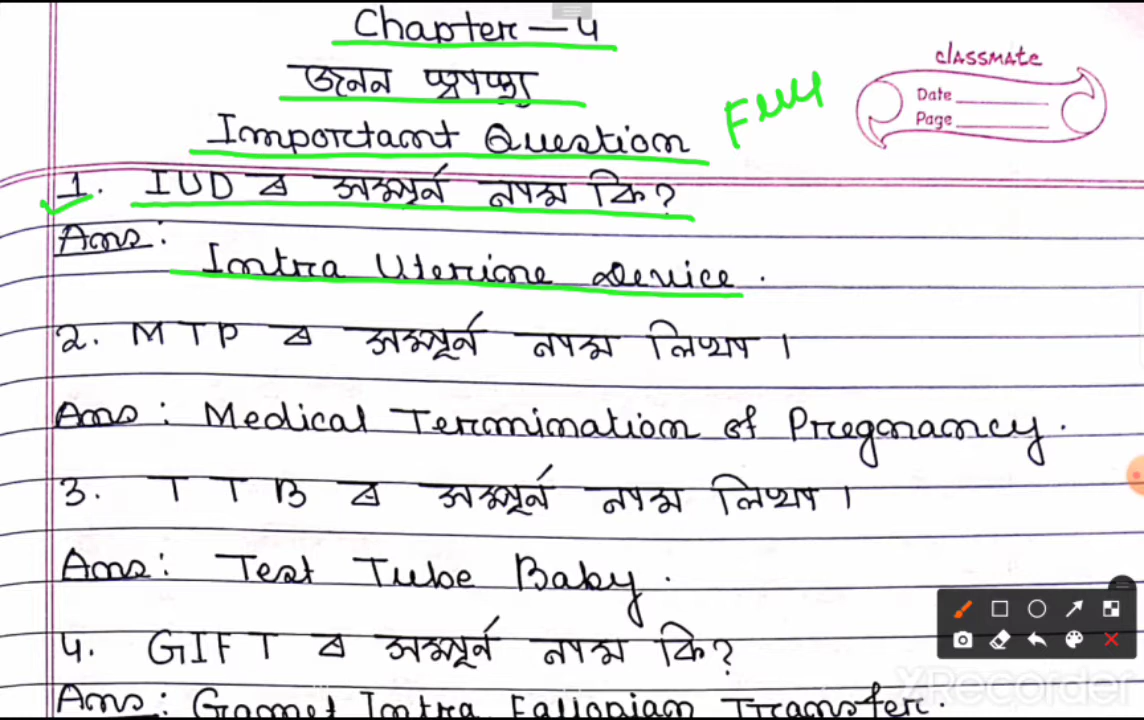 Chapter - 4
জনন স্বাস্থ্য
Important Question
Full
classmate
Date
Page
1. IUD ৰ সম্পূৰ্ন নাম কি?
Ans:
Intra Uterine Device.
2. MTP ৰ সম্পূৰ্ন নাম লিখা।
Ans: Medical Termination of Pregnancy.
3. TTB ৰ সম্পূৰ্ন নাম লিখা।
Ans: Test Tube Baby.
4. GIFT ৰ সম্পূৰ্ন নাম কি?
Ans: Gamet Intra Fallopian Transfer.
XRecorder